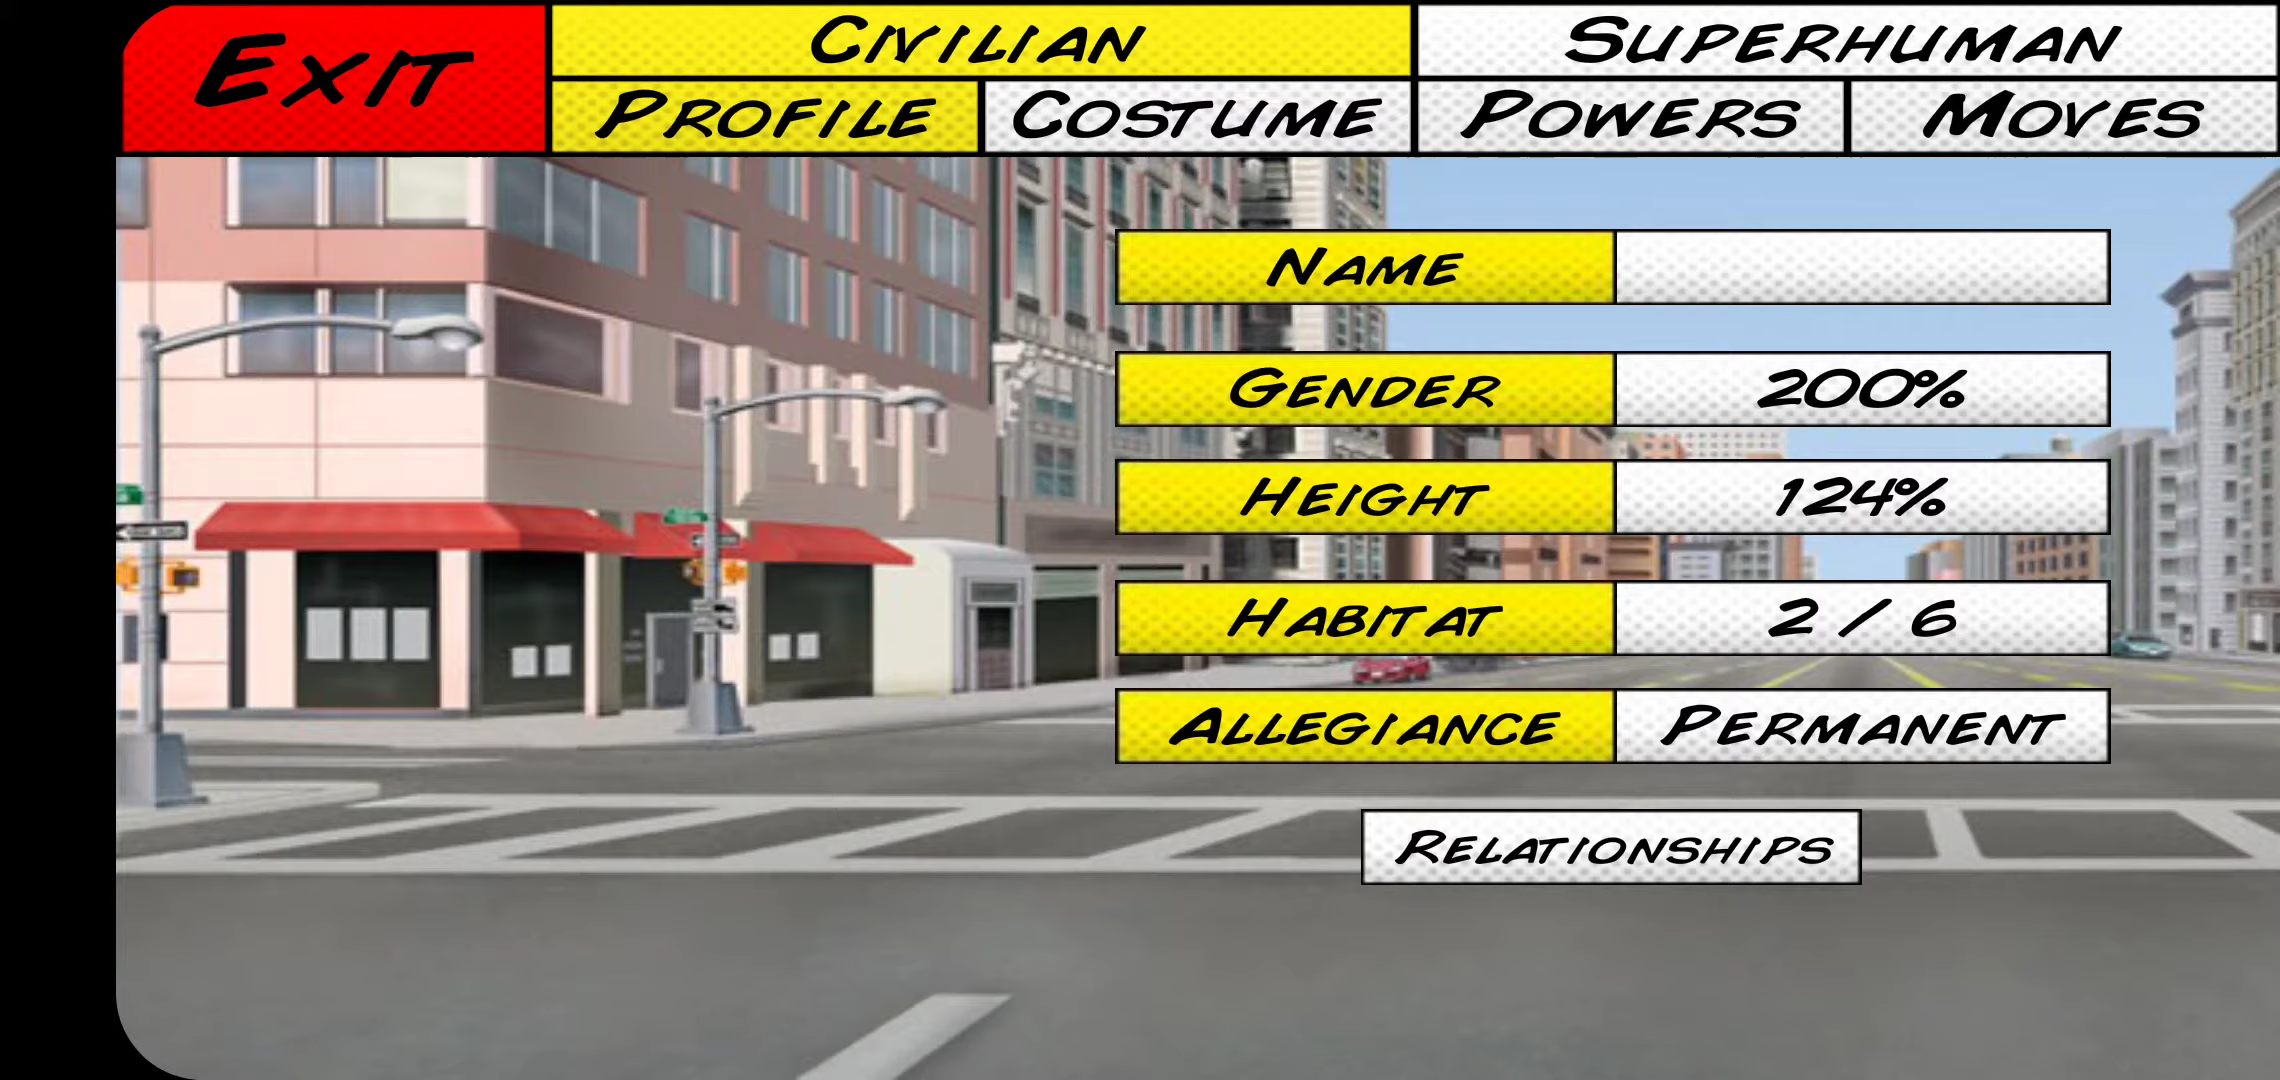 Exit
Civilian
Superhuman
Profile
Costume
Powers
Moves
Name
Gender 200%
Height 124%
Habitat 2 / 6
Allegiance Permanent
Relationships